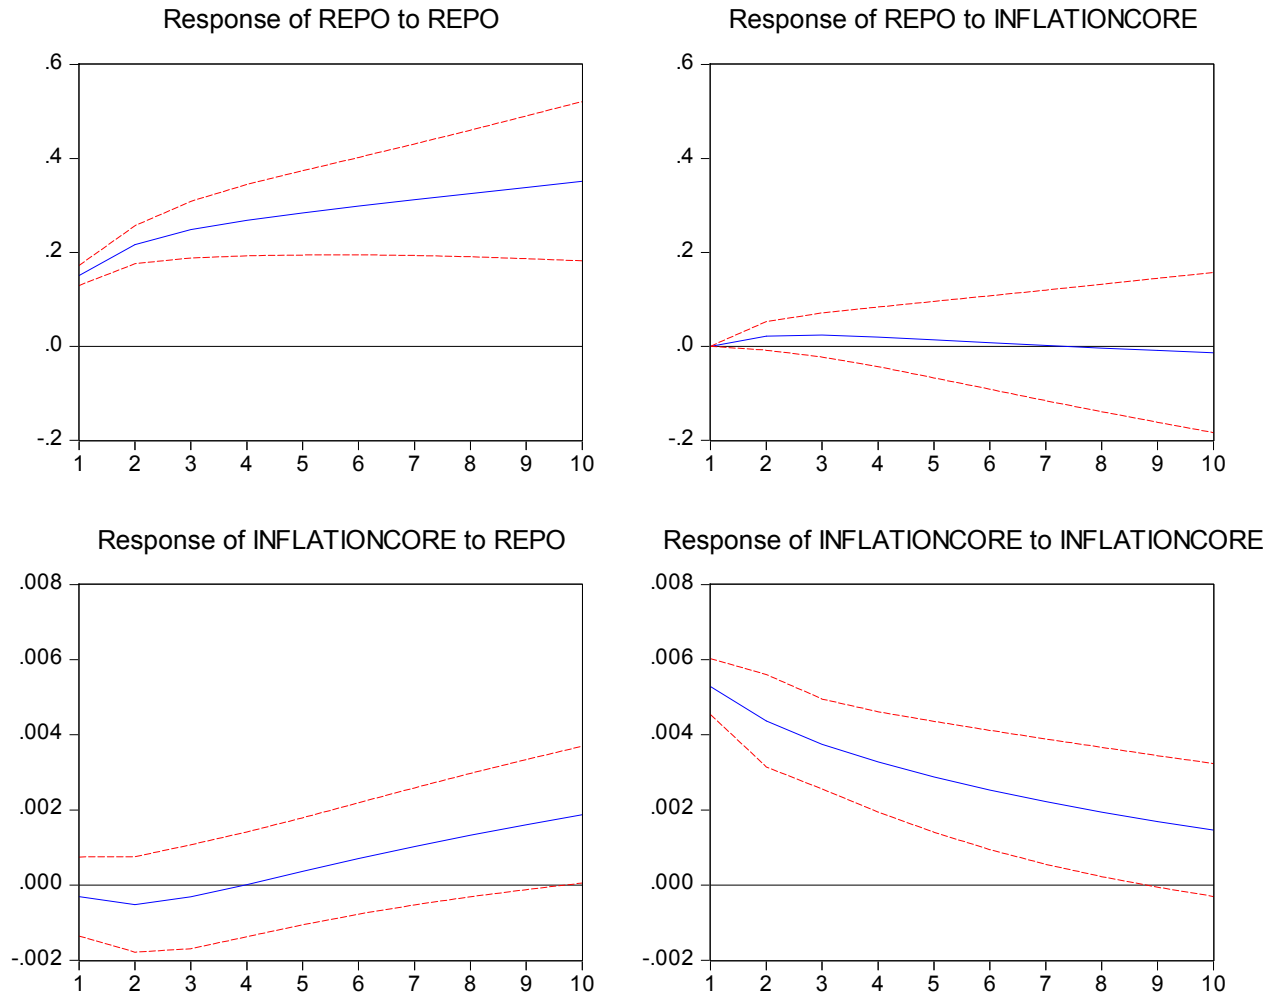 Response of REPO to REPO
.6
.4
.2
.0
-.2
1 2 3 4 5 6 7 8 9 10
Response of REPO to INFLATIONCORE
.6
.4
.2
.0
-.2
1 2 3 4 5 6 7 8 9 10
Response of INFLATIONCORE to REPO
.008
.006
.004
.002
.000
-.002
1 2 3 4 5 6 7 8 9 10
Response of INFLATIONCORE to INFLATIONCORE
.008
.006
.004
.002
.000
-.002
1 2 3 4 5 6 7 8 9 10